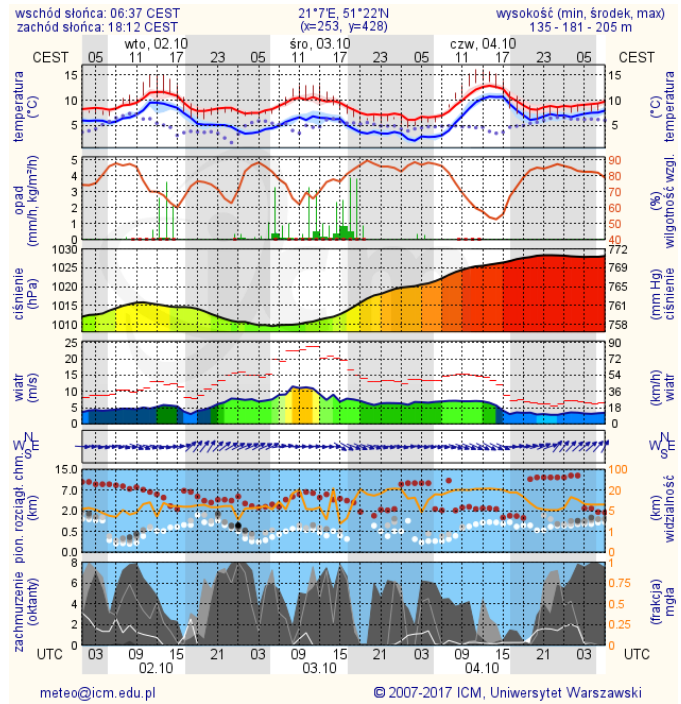 wschód słońca: 06:37 CEST 21°7'E, 51°22'N wysokość (min, środek, max)
zachód słońca: 18:12 CEST (x=253, y=428) 135 - 181 - 205 m
wto, 02.10 śro, 03.10 czw, 04.10
CEST 05 11 17 23 05 11 17 23 05 11 17 23 05 CEST
temperatura (°C) 15 10 5 15 10 5 temperatura (°C)
opad (mm/h, kg/m²/h) 5 4 3 2 1 0 90 80 70 60 50 40 (%) wilgotność wzgl.
ciśnienie (hPa) 1030 1025 1020 1015 1010 772 769 765 761 758 (mm Hg) ciśnienie
wiatr (m/s) 25 20 15 10 5 0 90 72 54 36 18 0 (km/h) wiatr
N W E S N W E S
pion. rozciągł. chm. (km) 15.0 7.0 2.0 0.5 0.0 100 20 5 1 0 (km) widzialność
zachmurzenie (oktanty) 8 6 4 2 0 1 0.75 0.5 0.25 0 (frakcja) mgła
UTC 03 09 15 21 03 09 15 21 03 09 15 21 03 UTC
02.10 03.10 04.10
meteo@icm.edu.pl © 2007-2017 ICM, Uniwersytet Warszawski